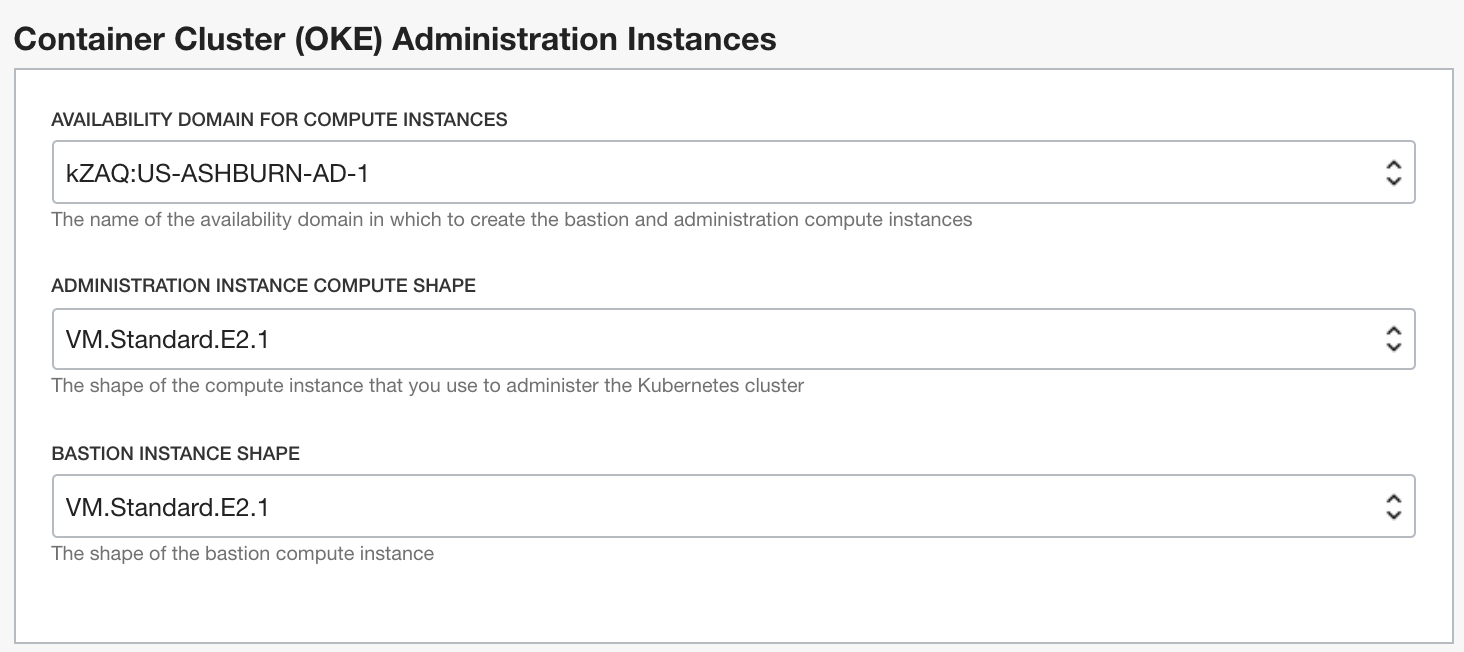 Container Cluster (OKE) Administration Instances
AVAILABILITY DOMAIN FOR COMPUTE INSTANCES
kZAQ:US-ASHBURN-AD-1
The name of the availability domain in which to create the bastion and administration compute instances
ADMINISTRATION INSTANCE COMPUTE SHAPE
VM.Standard.E2.1
The shape of the compute instance that you use to administer the Kubernetes cluster
BASTION INSTANCE SHAPE
VM.Standard.E2.1
The shape of the bastion compute instance